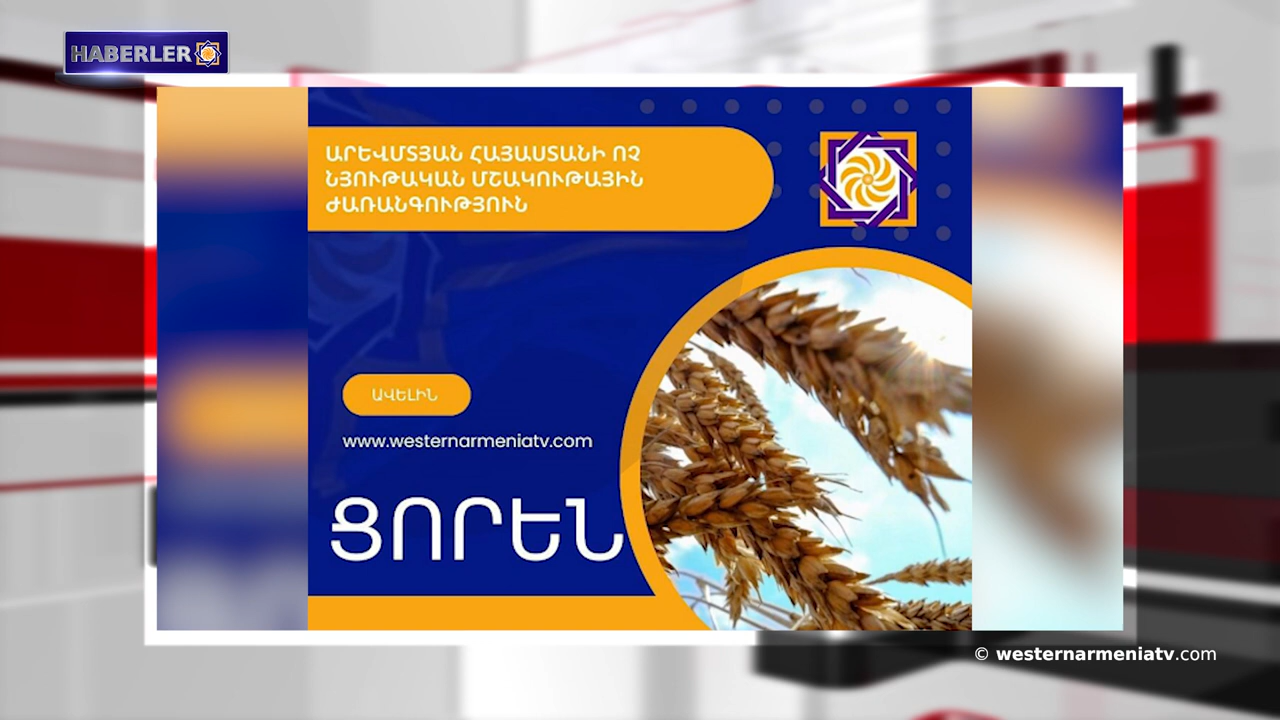 HABERLER
ԱՐԵՎՄՏՅԱՆ ՀԱՅԱՍՏԱՆԻ ՈՉ
ՆՅՈՒԹԱԿԱՆ ՄՇԱԿՈՒԹԱՅԻՆ
ԺԱՌԱՆԳՈՒԹՅՈՒՆ
ԱՎԵԼԻՆ
www.westernarmeniatv.com
ՑՈՐԵՆ
© westernarmeniatv.com